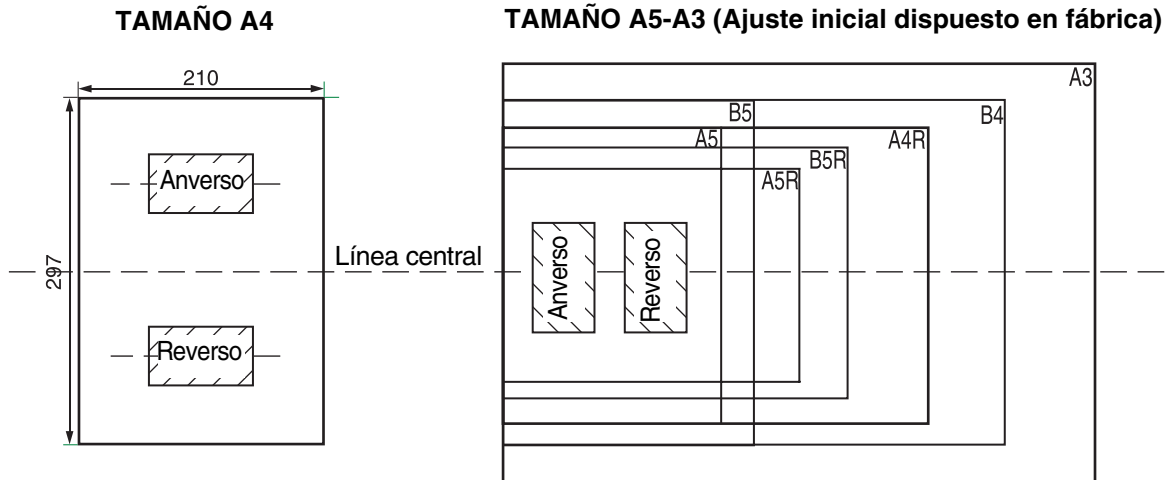 TAMAÑO A4
TAMAÑO A5-A3 (Ajuste inicial dispuesto en fábrica)
210
297
Anverso
Reverso
Línea central
A3
B4
B5
A5
A4R
B5R
A5R
Anverso
Reverso